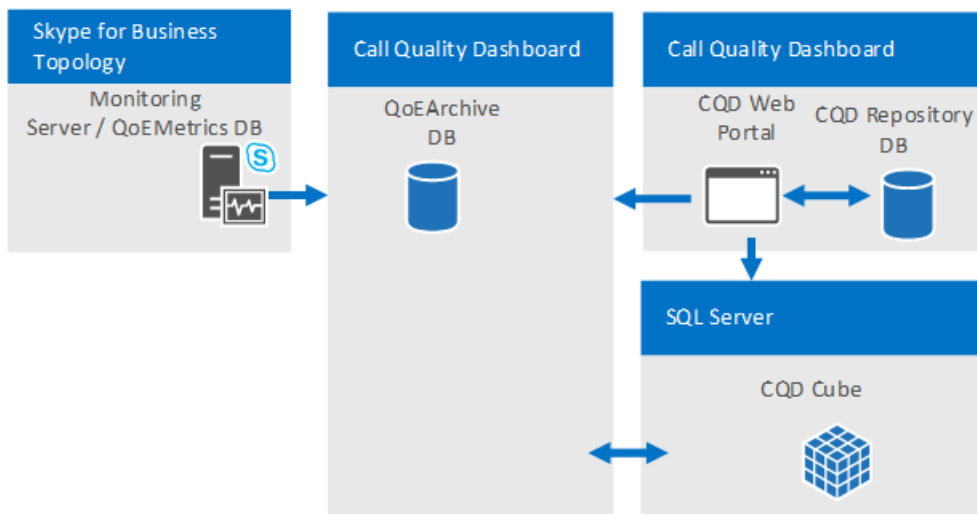 Skype for Business
Topology
Monitoring
Server / QoEMetrics DB
Call Quality Dashboard
QoEArchive
DB
Call Quality Dashboard
CQD Web
Portal
CQD Repository
DB
SQL Server
CQD Cube